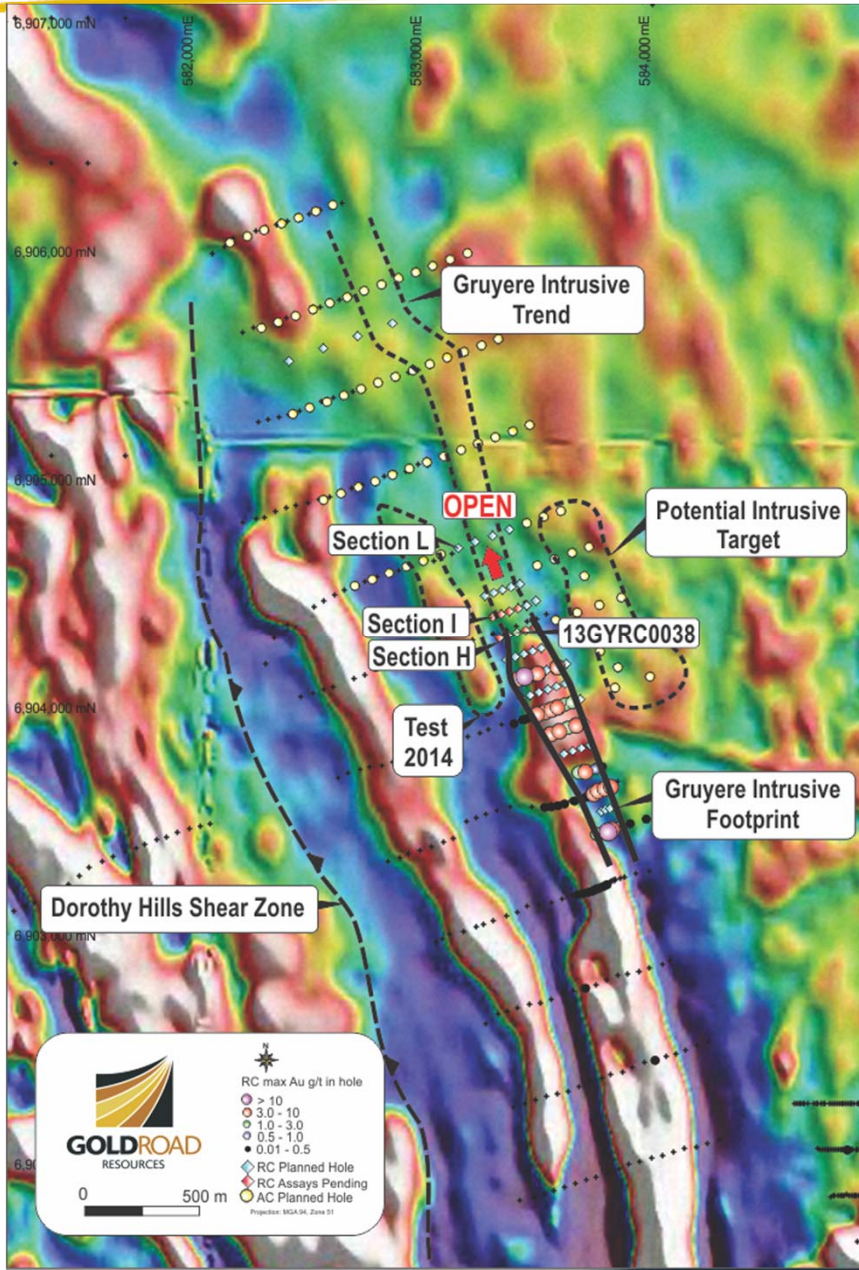 6,907,000 mN
582,000 mE
583,000 mE
584,000 mE
6,906,000 mN
Gruyere Intrusive
Trend
6,905,000 mN
OPEN
Potential Intrusive
Target
Section L
Section I
13GYRC0038
Section H
6,904,000 mN
Test
2014
Gruyere Intrusive
Footprint
Dorothy Hills Shear Zone
6,903,000 mN
N
RC max Au g/t in hole
> 10
3.0 - 10
1.0 - 3.0
0.5 - 1.0
0.01 - 0.5
GOLDROAD
RESOURCES
RC Planned Hole
RC Assays Pending
AC Planned Hole
0
500 m
Projection: MGA 94, Zone 51